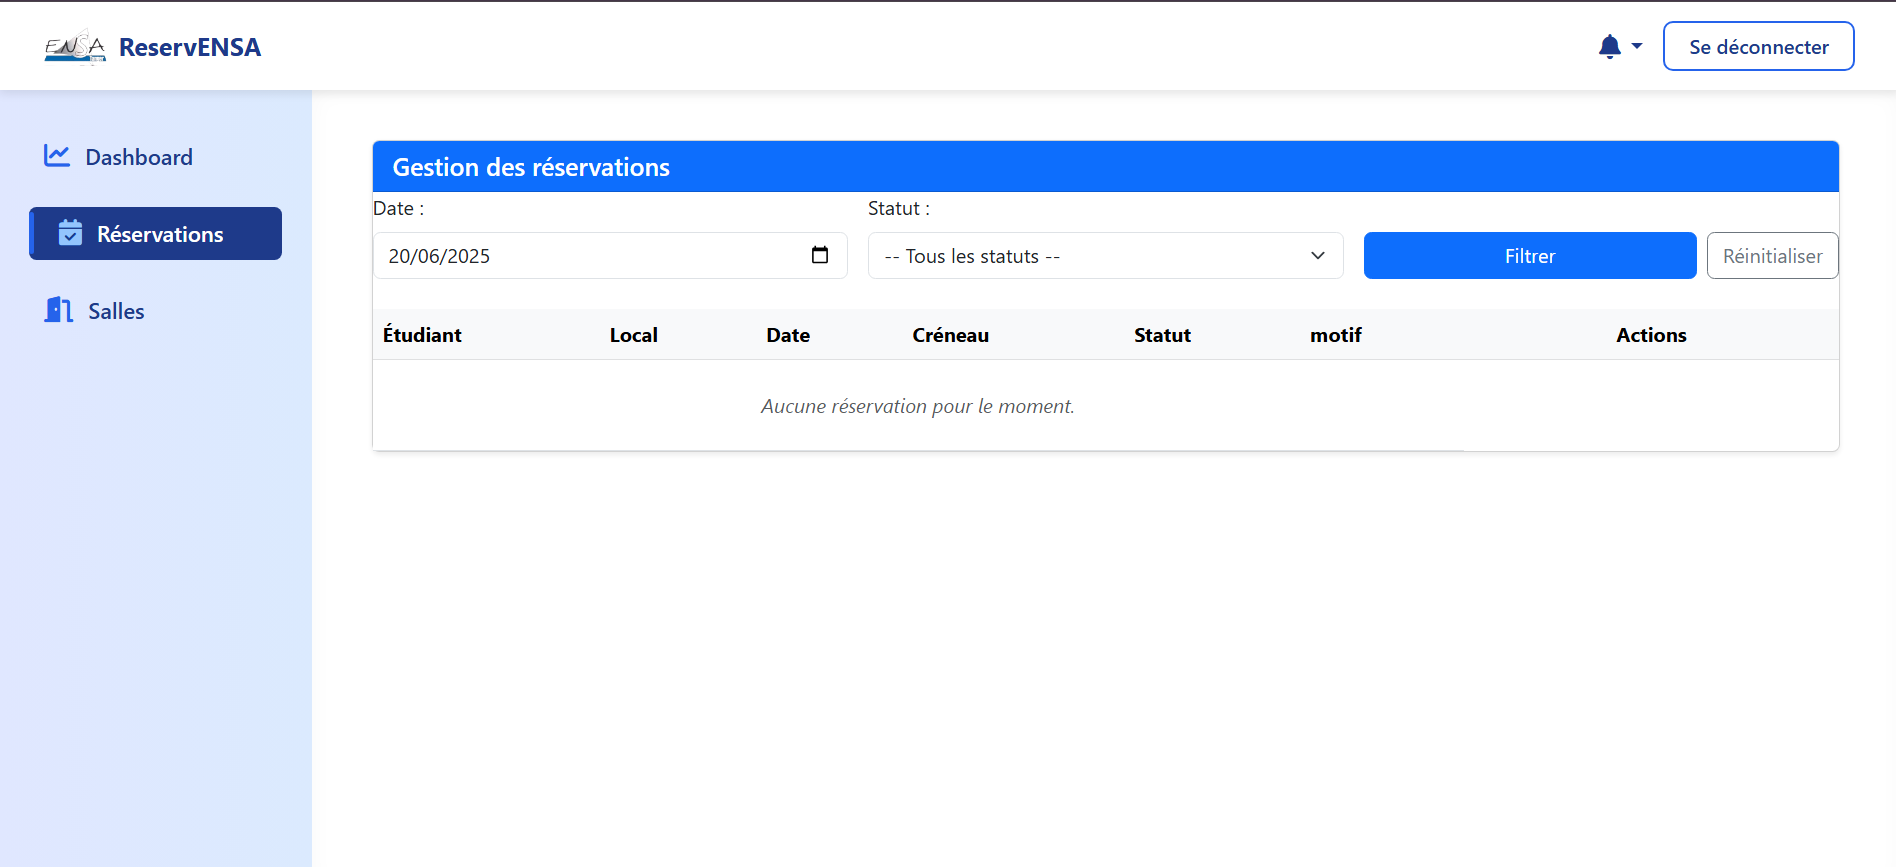 ENSA
ReservENSA
Se déconnecter
Dashboard
Réservations
Salles
Gestion des réservations
Date :
Statut :
20/06/2025
-- Tous les statuts --
Filtrer
Réinitialiser
Étudiant Local Date Créneau Statut motif Actions
Aucune réservation pour le moment.